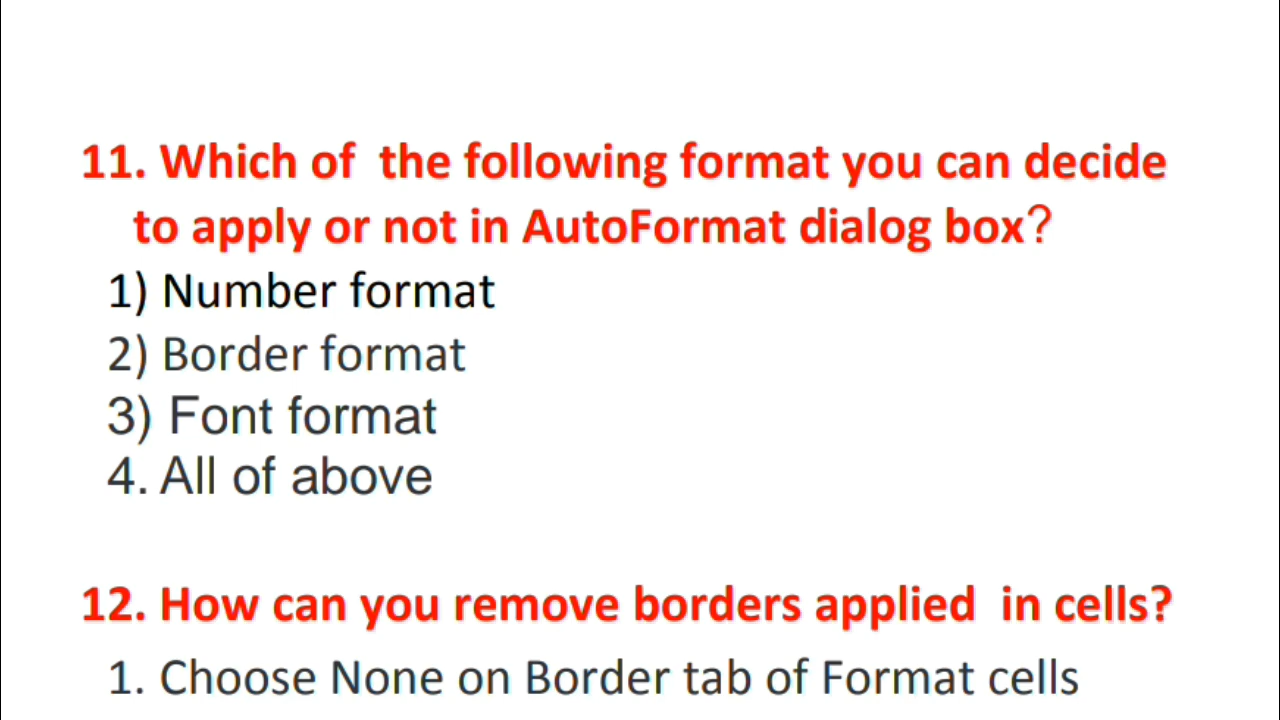 11. Which of the following format you can decide
to apply or not in AutoFormat dialog box?
1) Number format
2) Border format
3) Font format
4. All of above
12. How can you remove borders applied in cells?
1. Choose None on Border tab of Format cells